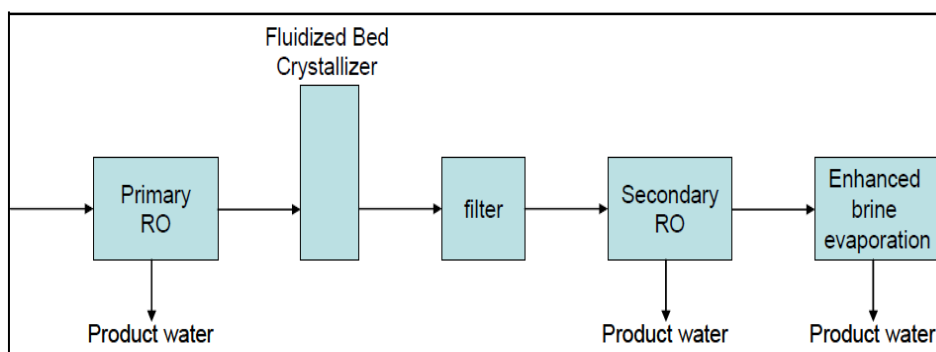 Fluidized Bed
Crystallizer
Primary
RO
filter
Secondary
RO
Enhanced
brine
evaporation
Product water
Product water
Product water